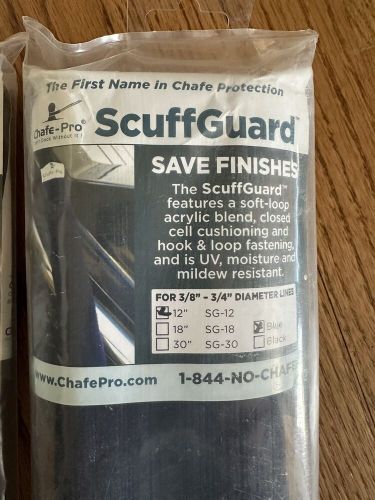 The First Name in Chafe Protection
Chafe-Pro®
ScuffGuard™
SAVE FINISHES
The ScuffGuard™
features a soft-loop
acrylic blend, closed
cell cushioning and
hook & loop fastening,
and is UV, moisture and
mildew resistant.
FOR 3/8" - 3/4" DIAMETER LINES
12" SG-12
18" SG-18 Blue
30" SG-30 Black
www.ChafePro.com 1-844-NO-CHAFE